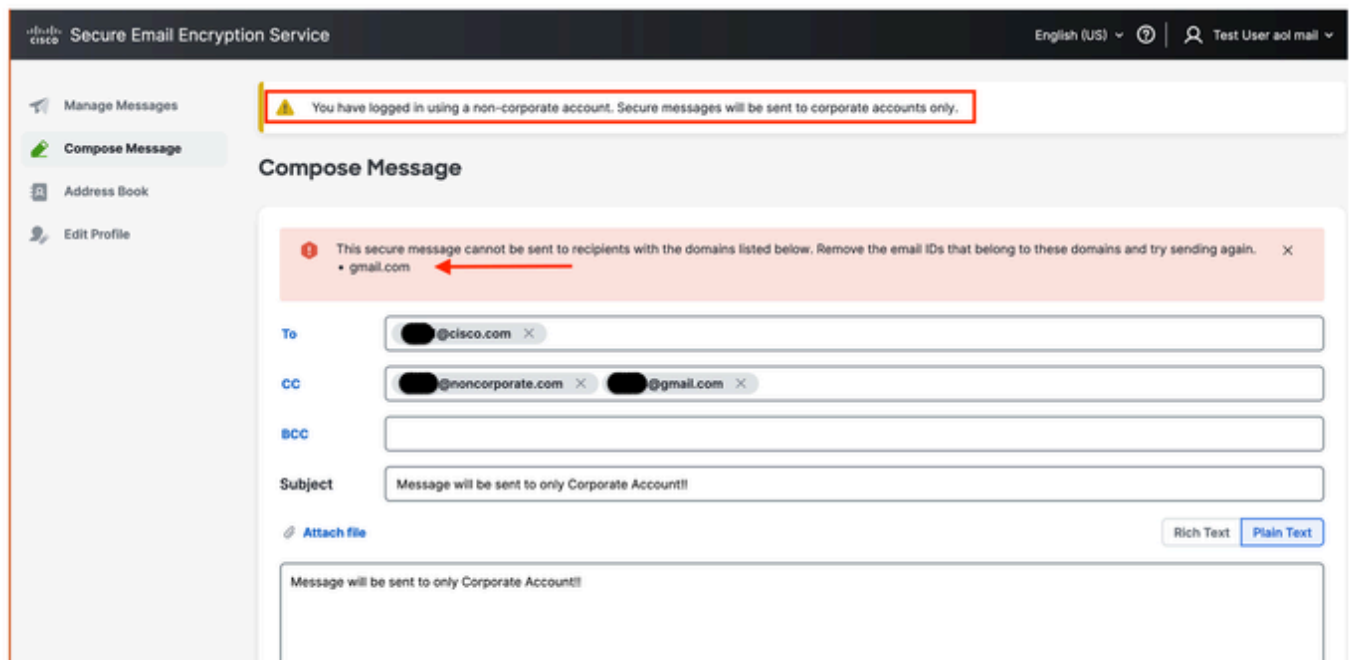 cisco Secure Email Encryption Service
English (US)
Test User aol mail
Manage Messages
Compose Message
Address Book
Edit Profile
You have logged in using a non-corporate account. Secure messages will be sent to corporate accounts only.
Compose Message
This secure message cannot be sent to recipients with the domains listed below. Remove the email IDs that belong to these domains and try sending again.
• gmail.com
To
@cisco.com
CC
@noncorporate.com @gmail.com
BCC
Subject
Message will be sent to only Corporate Account!!
Attach file
Rich Text Plain Text
Message will be sent to only Corporate Account!!